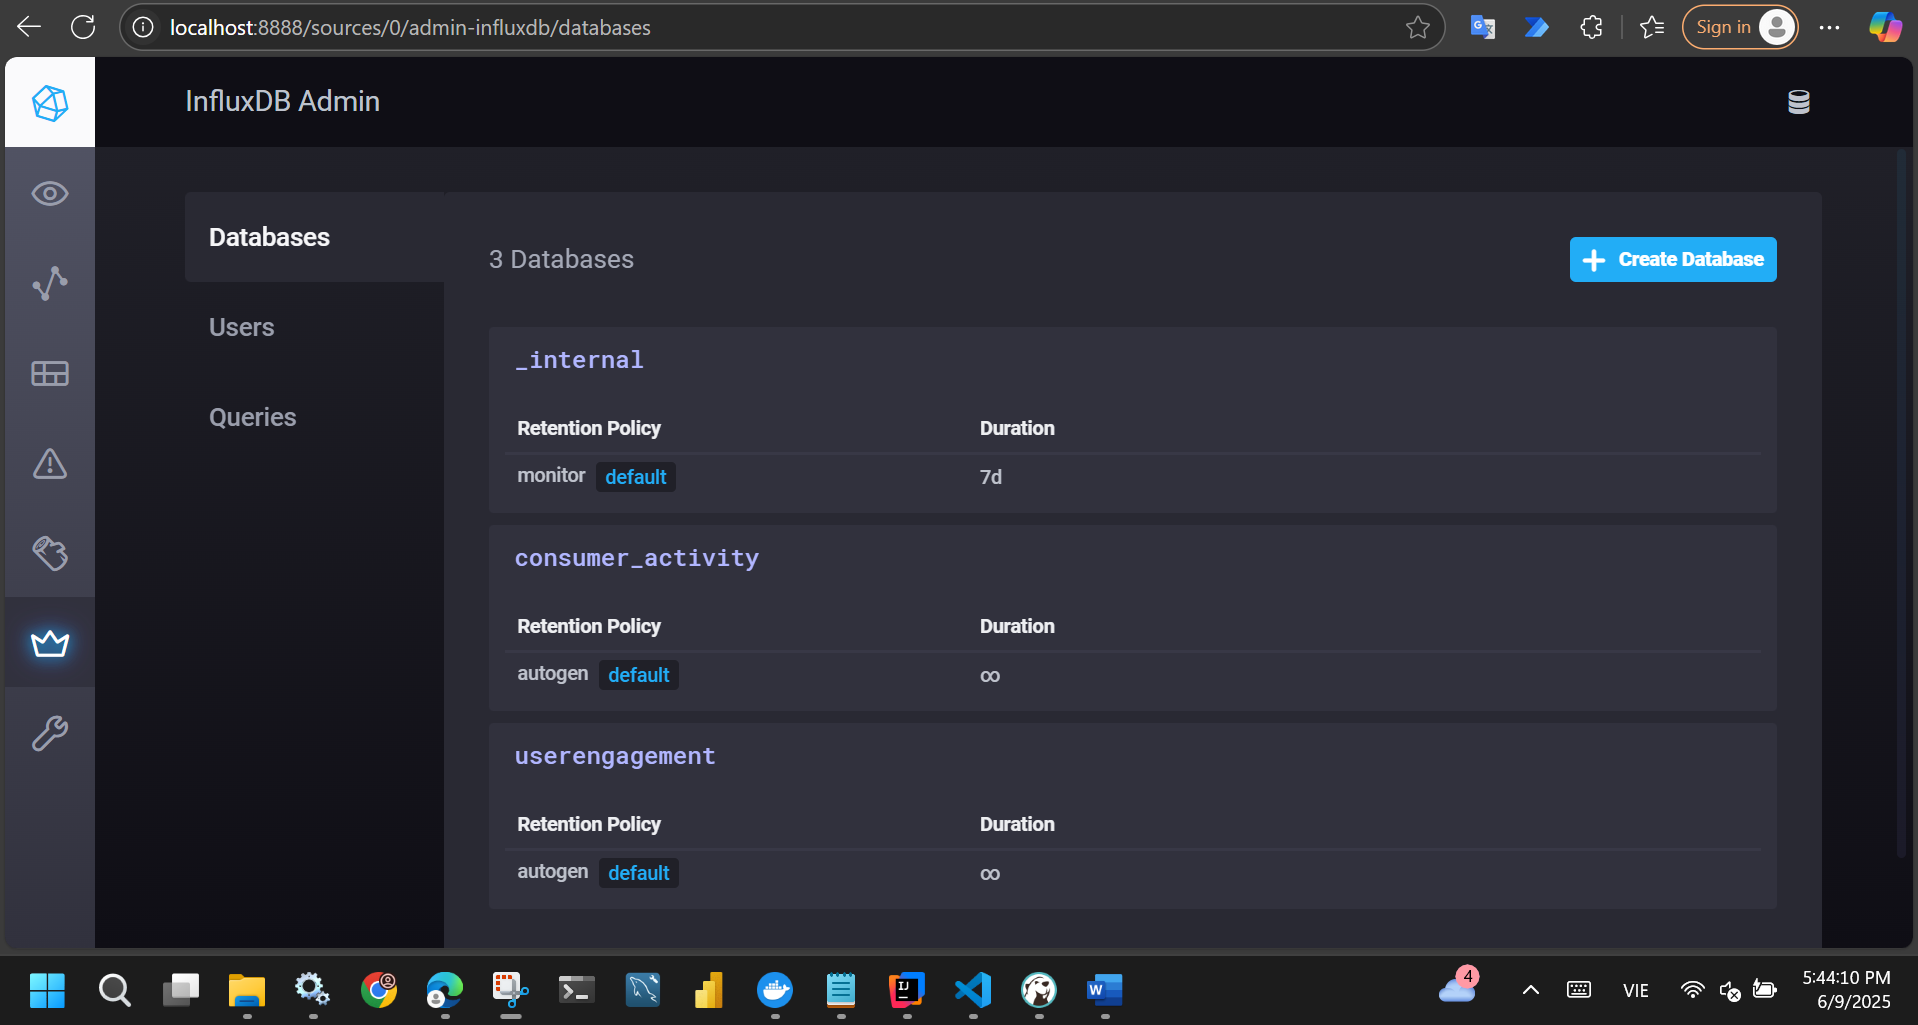 localhost:8888/sources/0/admin-influxdb/databases
Sign in
InfluxDB Admin
Databases
Users
Queries
3 Databases
Create Database
_internal
Retention Policy Duration
monitor default 7d
consumer_activity
Retention Policy Duration
autogen default ∞
userengagement
Retention Policy Duration
autogen default ∞
4
VIE
5:44:10 PM
6/9/2025